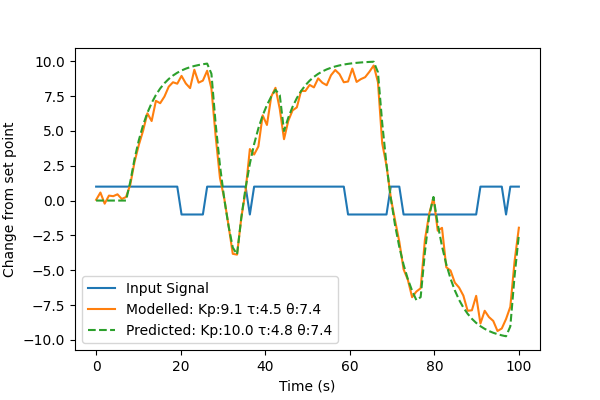 10.0
7.5
5.0
2.5
0.0
−2.5
−5.0
−7.5
−10.0
Change from set point
Input Signal
Modelled: Kp:9.1 τ:4.5 θ:7.4
Predicted: Kp:10.0 τ:4.8 θ:7.4
0 20 40 60 80 100
Time (s)